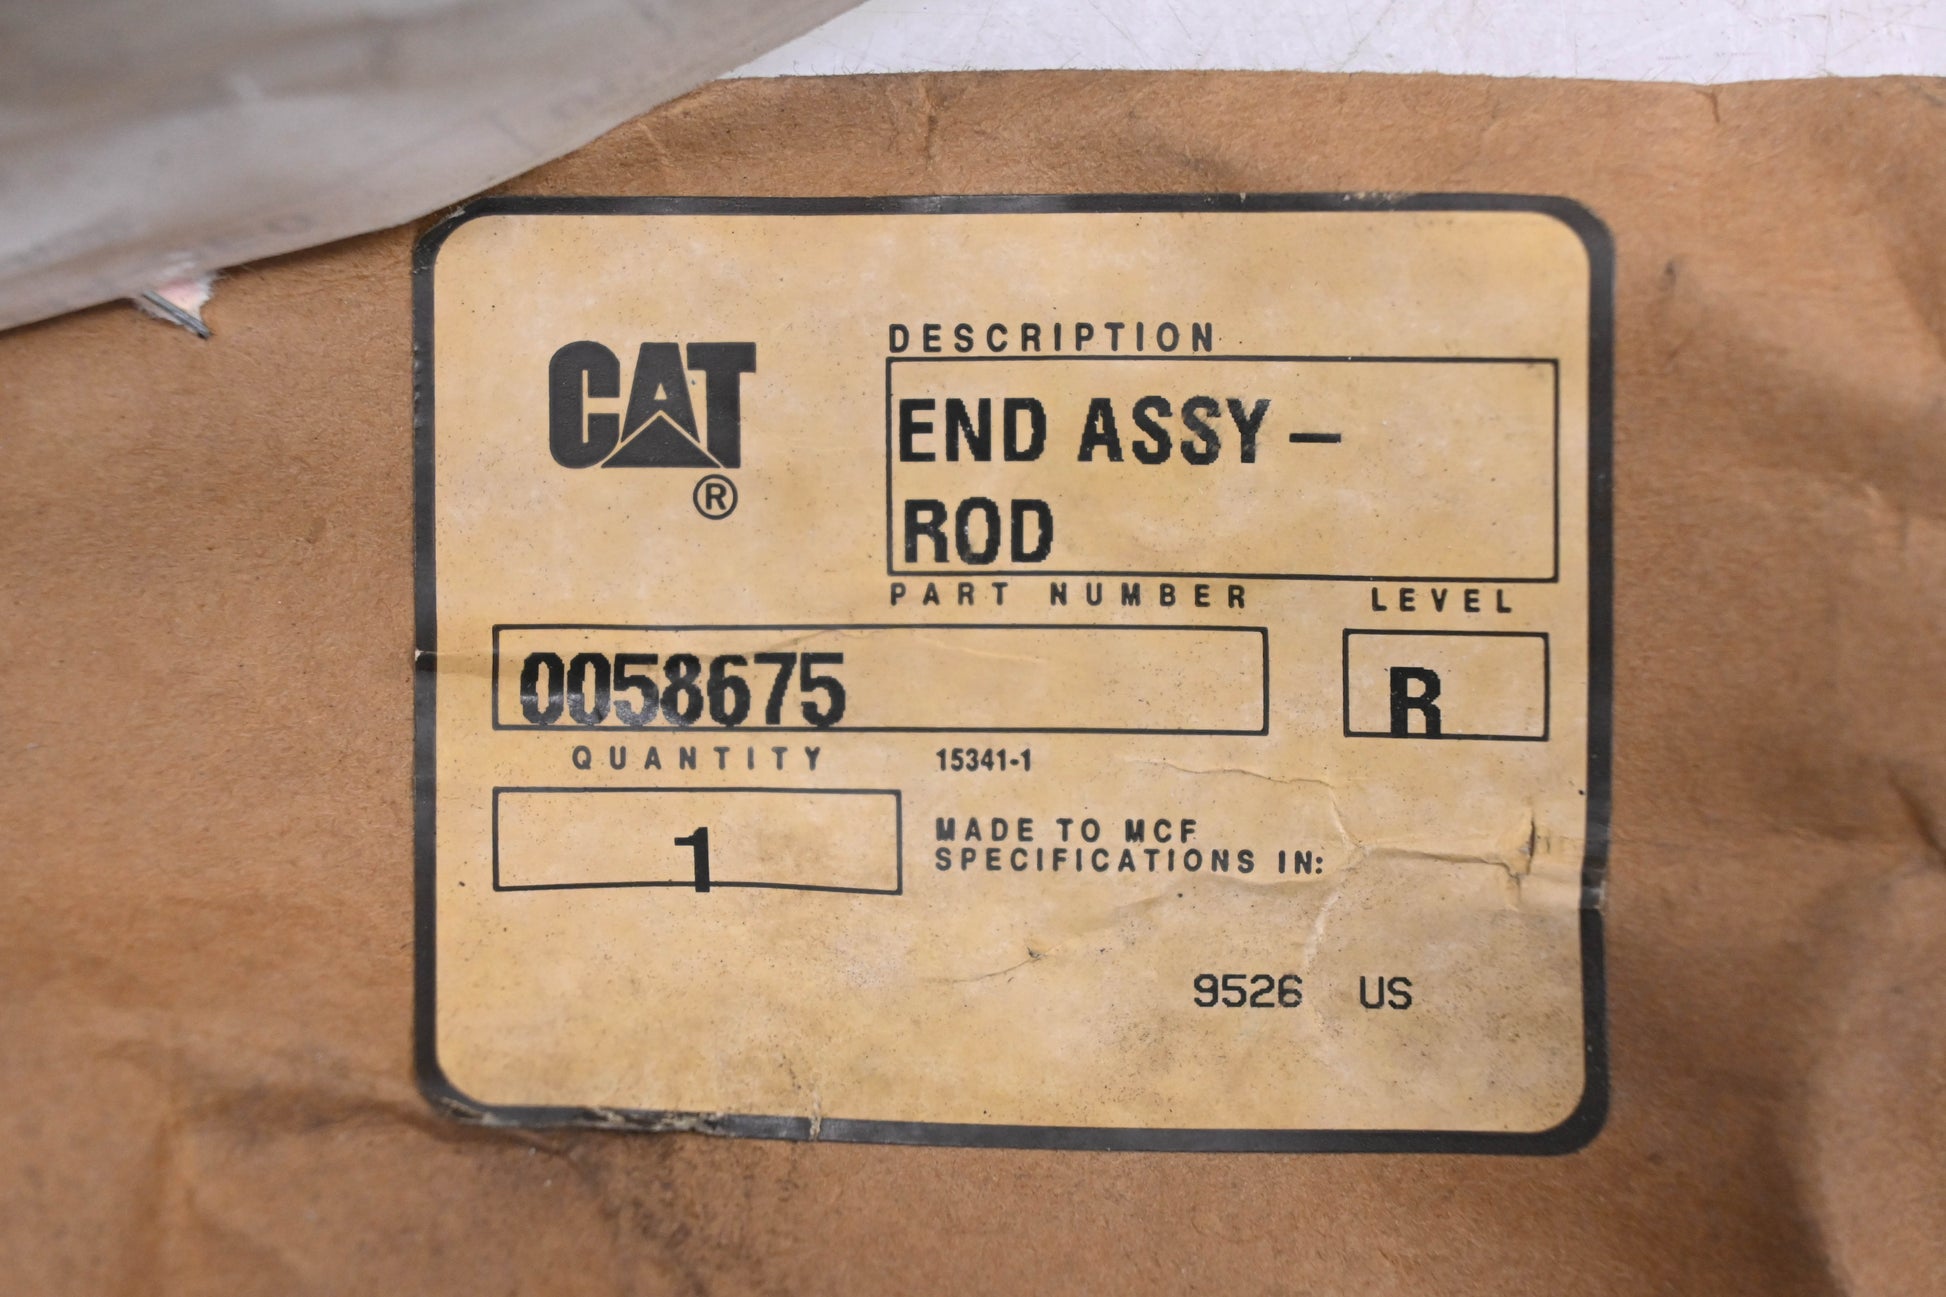 CAT
®
DESCRIPTION
END ASSY –
ROD
PART NUMBER
LEVEL
0058675
R
QUANTITY
15341-1
1
MADE TO MCF
SPECIFICATIONS IN:
9526 US